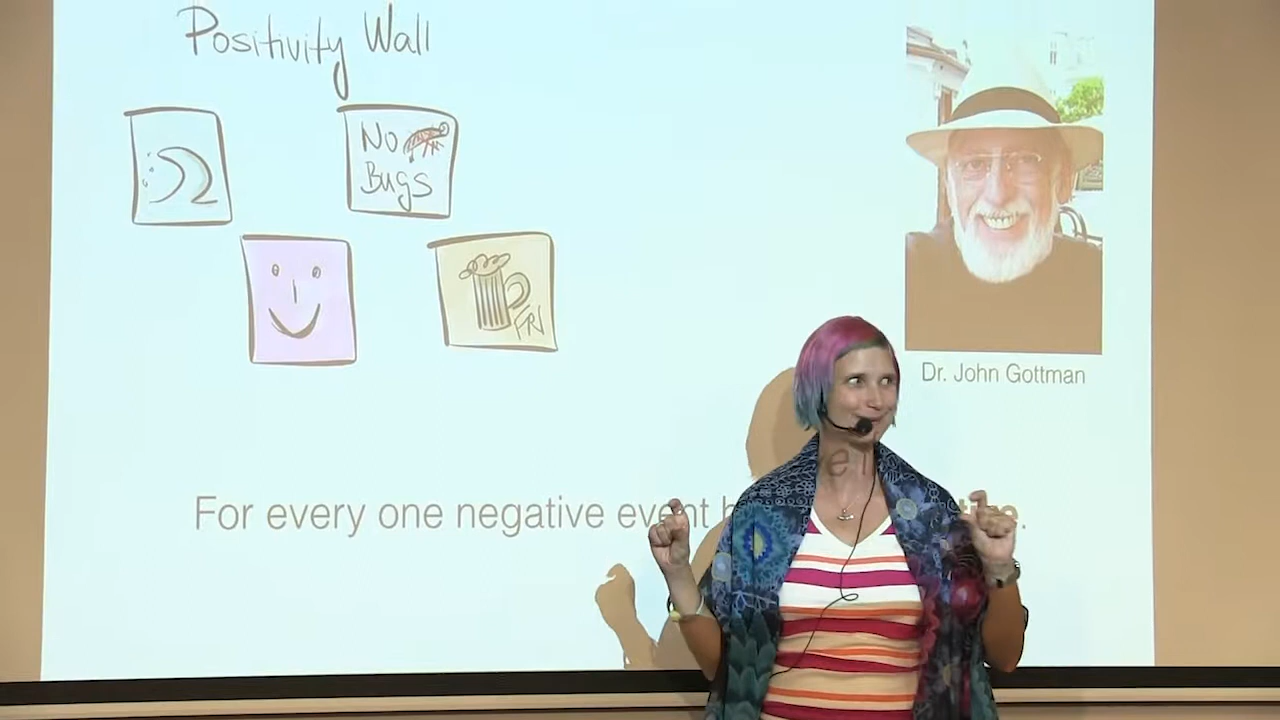 Positivity Wall
No
Bugs
FRI
Dr. John Gottman
For every one negative event